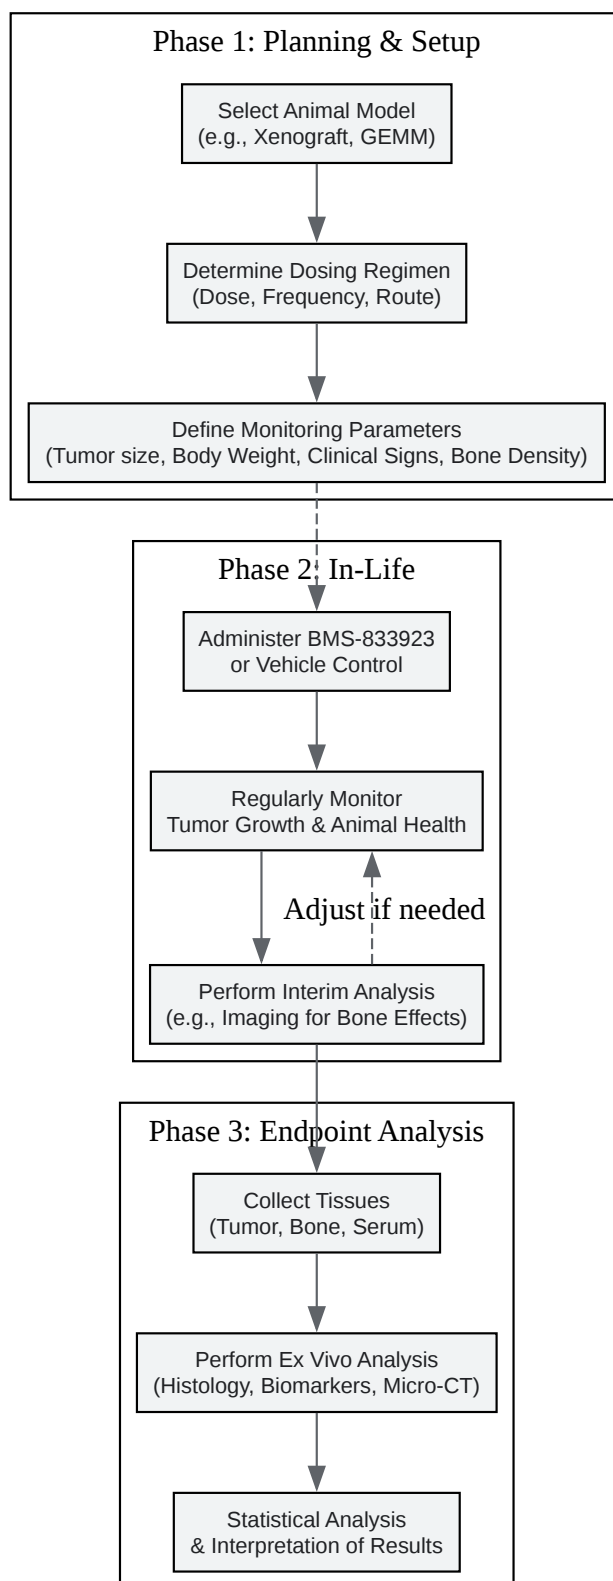 Phase 1: Planning & Setup
Select Animal Model
(e.g., Xenograft, GEMM)
Determine Dosing Regimen
(Dose, Frequency, Route)
Define Monitoring Parameters
(Tumor size, Body Weight, Clinical Signs, Bone Density)
Phase 2: In-Life
Administer BMS-833923
or Vehicle Control
Regularly Monitor
Tumor Growth & Animal Health
Adjust if needed
Perform Interim Analysis
(e.g., Imaging for Bone Effects)
Phase 3: Endpoint Analysis
Collect Tissues
(Tumor, Bone, Serum)
Perform Ex Vivo Analysis
(Histology, Biomarkers, Micro-CT)
Statistical Analysis
& Interpretation of Results